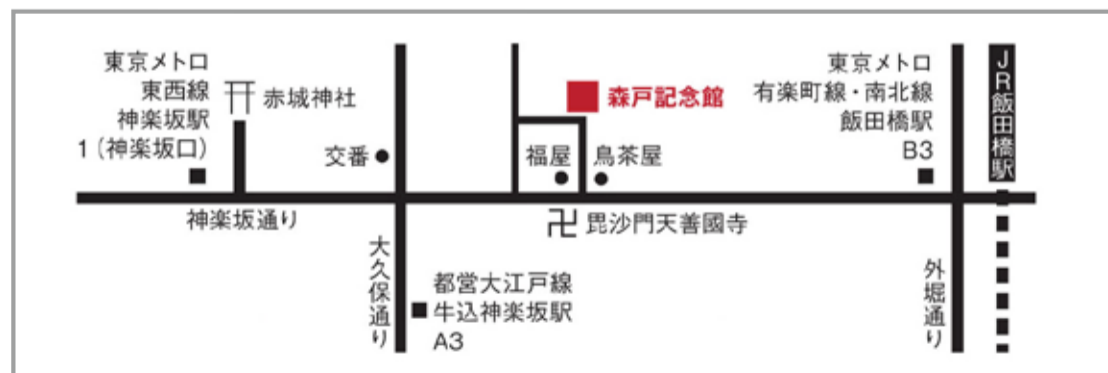 東京メトロ
東西線
神楽坂駅
1(神楽坂口)
赤城神社
交番
神楽坂通り
大久保通り
都営大江戸線
牛込神楽坂駅
A3
森戸記念館
福屋
鳥茶屋
卍 毘沙門天善國寺
東京メトロ
有楽町線・南北線
飯田橋駅
B3
外堀通り
JR飯田橋駅